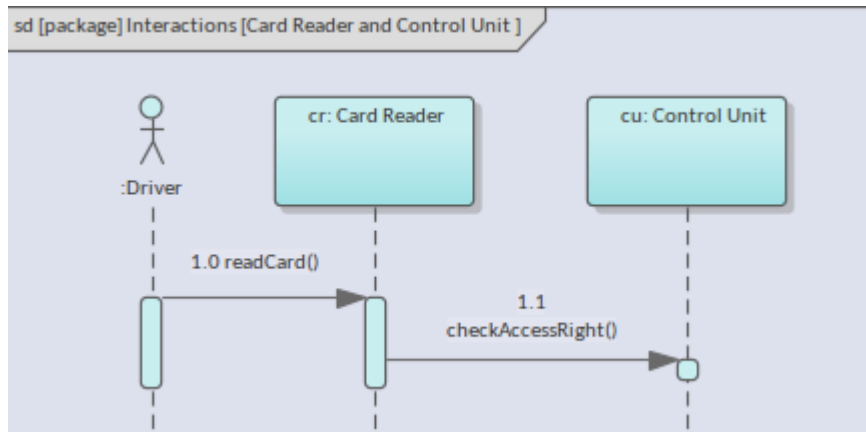 sd [package] Interactions [Card Reader and Control Unit ]
cr: Card Reader
cu: Control Unit
:Driver
1.0 readCard()
1.1
checkAccessRight()